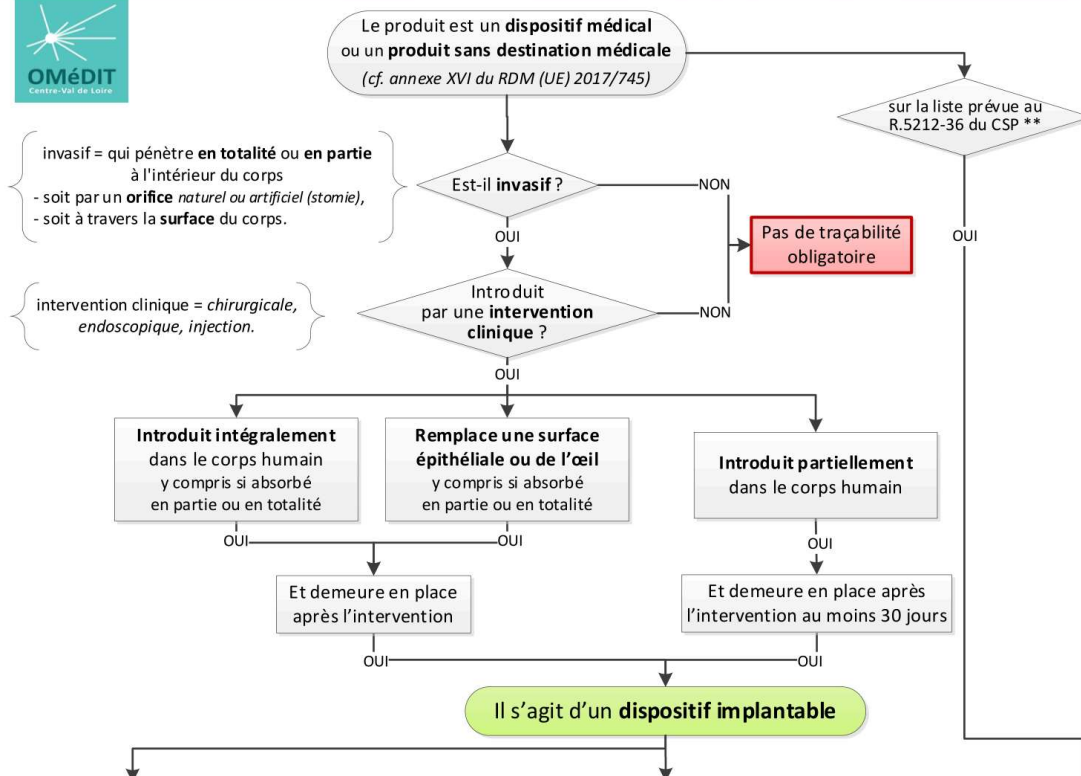 OMéDIT
Centre-Val de Loire
Le produit est un dispositif médical
ou un produit sans destination médicale
(cf. annexe XVI du RDM (UE) 2017/745)
sur la liste prévue au
R.5212-36 du CSP **
invasif = qui pénètre en totalité ou en partie
à l'intérieur du corps
- soit par un orifice naturel ou artificiel (stomie),
- soit à travers la surface du corps.
Est-il invasif ?
NON
OUI
Pas de traçabilité
obligatoire
OUI
intervention clinique = chirurgicale,
endoscopique, injection.
Introduit
par une intervention
clinique ?
NON
OUI
Introduit intégralement
dans le corps humain
y compris si absorbé
en partie ou en totalité
Remplace une surface
épithéliale ou de l'œil
y compris si absorbé
en partie ou en totalité
Introduit partiellement
dans le corps humain
OUI
OUI
OUI
Et demeure en place
après l'intervention
Et demeure en place après
l'intervention au moins 30 jours
OUI
OUI
Il s'agit d'un dispositif implantable